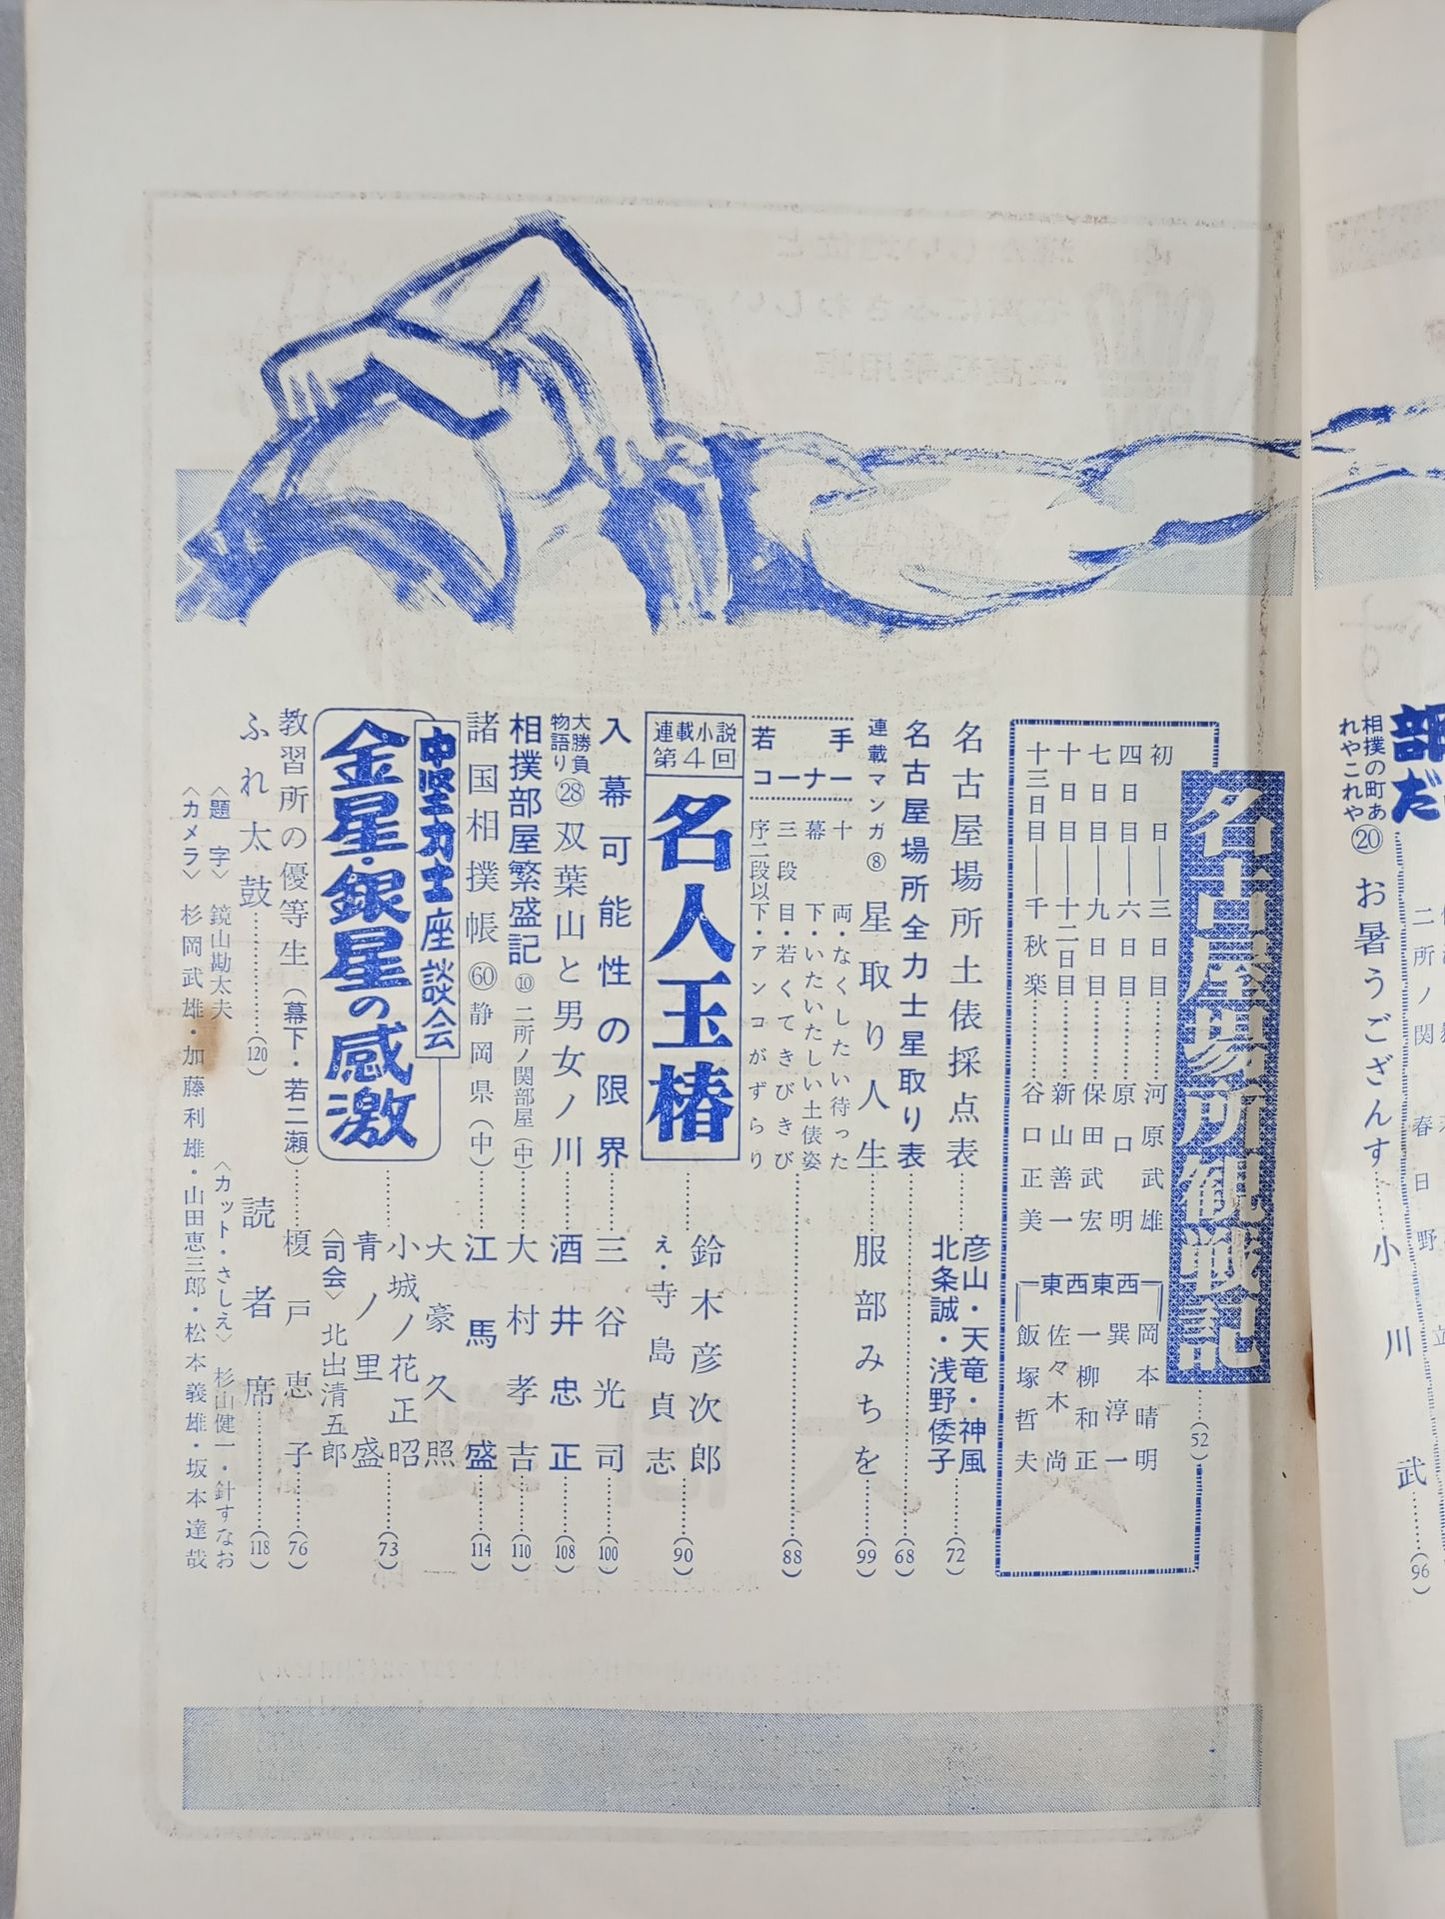 部
だ
相撲の町あ
れやこれや
⑳
お暑うござんす……小川武……(96)
二所ノ関
春日野
名古屋場所観戦記……(52)
初日――三日目……河原武雄
四日目――六日目……原口明
七日目――九日目……保田武宏
十日目――十二日目……新山善一
十三日目――千秋楽……谷口正美
東西東西
岡本晴明
巽淳一
一柳和正
佐々木尚
飯塚哲夫
名古屋場所土俵採点表……彦山・天竜・神風
北条誠・浅野倭子……(72)
名古屋場所全力士星取り表……(68)
連載マンガ⑧ 星取り人生……服部みちを……(99)
若手
コーナー
十両・なくしたい待った
幕下・いたいたしい土俵姿
三段目・若くてきびきび
序二段以下・アンコがずらり
……(88)
連載小説
第4回
名人玉椿……鈴木彦次郎
え・寺島貞志……(90)
入幕可能性の限界……三谷光司……(100)
大勝負
物語り
㉘双葉山と男女ノ川……酒井忠正……(108)
相撲部屋繁盛記⑩二所ノ関部屋(中)……大村孝吉……(110)
諸国相撲帳㊿静岡県(中)……江馬盛……(114)
中堅力士座談会
金星・銀星の感激
大豪久照
小城ノ花正昭
青ノ里盛
〈司会〉北出清五郎
……(73)
教習所の優等生(幕下・若二瀬)……榎戸恵子……(76)
ふれ太鼓……(120)
読者席……(118)
〈題字〉鏡山勘太夫
〈カット・さしえ〉杉山健一・針すなお
〈カメラ〉杉岡武雄・加藤利雄・山田恵三郎・松本義雄・坂本達哉